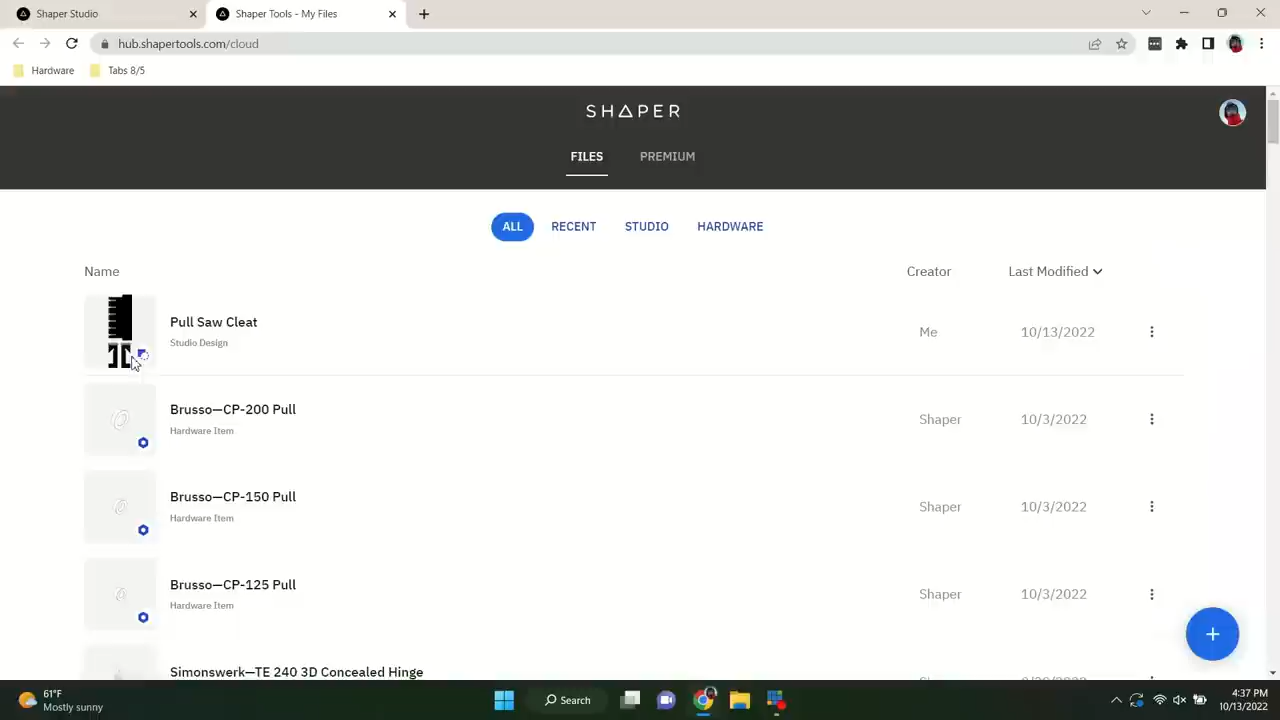 Shaper Studio
Shaper Tools - My Files
hub.shapertools.com/cloud
Hardware
Tabs 8/5
SHAPER
FILES
PREMIUM
ALL
RECENT
STUDIO
HARDWARE
Name
Creator
Last Modified
Pull Saw Cleat
Studio Design
Me
10/13/2022
Brusso—CP-200 Pull
Hardware Item
Shaper
10/3/2022
Brusso—CP-150 Pull
Hardware Item
Shaper
10/3/2022
Brusso—CP-125 Pull
Hardware Item
Shaper
10/3/2022
Simonswerk—TE 240 3D Concealed Hinge
61°F
Mostly sunny
Search
4:37 PM
10/13/2022